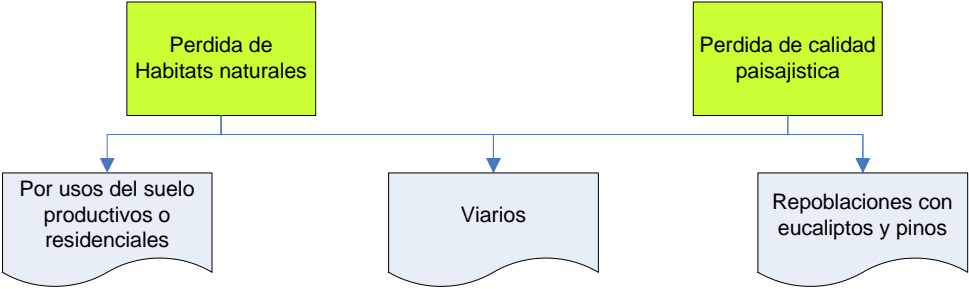 Perdida de
Habitats naturales
Perdida de calidad
paisajistica
Por usos del suelo
productivos o
residenciales
Viarios
Repoblaciones con
eucaliptos y pinos